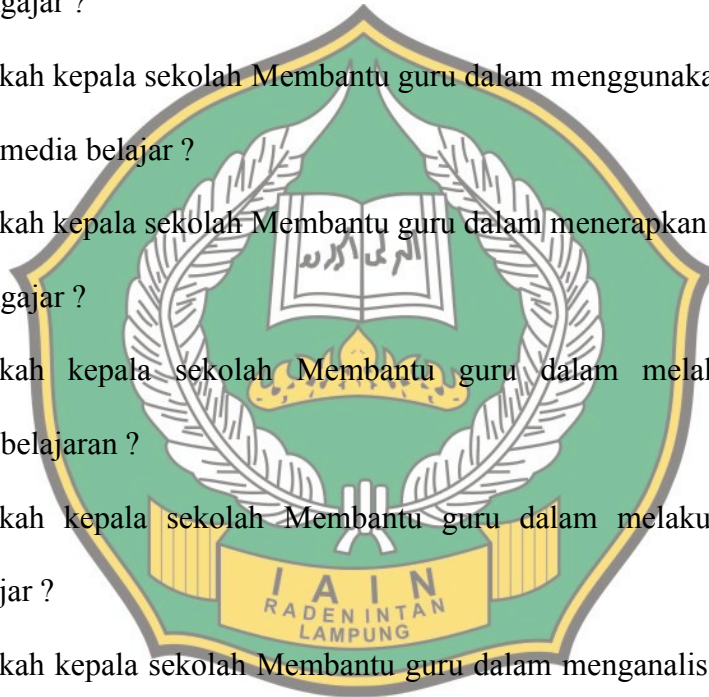 gajar ?
kah kepala sekolah Membantu guru dalam menggunaka
media belajar ?
kah kepala sekolah Membantu guru dalam menerapkan
gajar ?
kah kepala sekolah Membantu guru dalam melal
belajaran ?
kah kepala sekolah Membantu guru dalam melaku
jar ?
IAIN
RADEN INTAN
LAMPUNG
kah kepala sekolah Membantu guru dalam menganalis